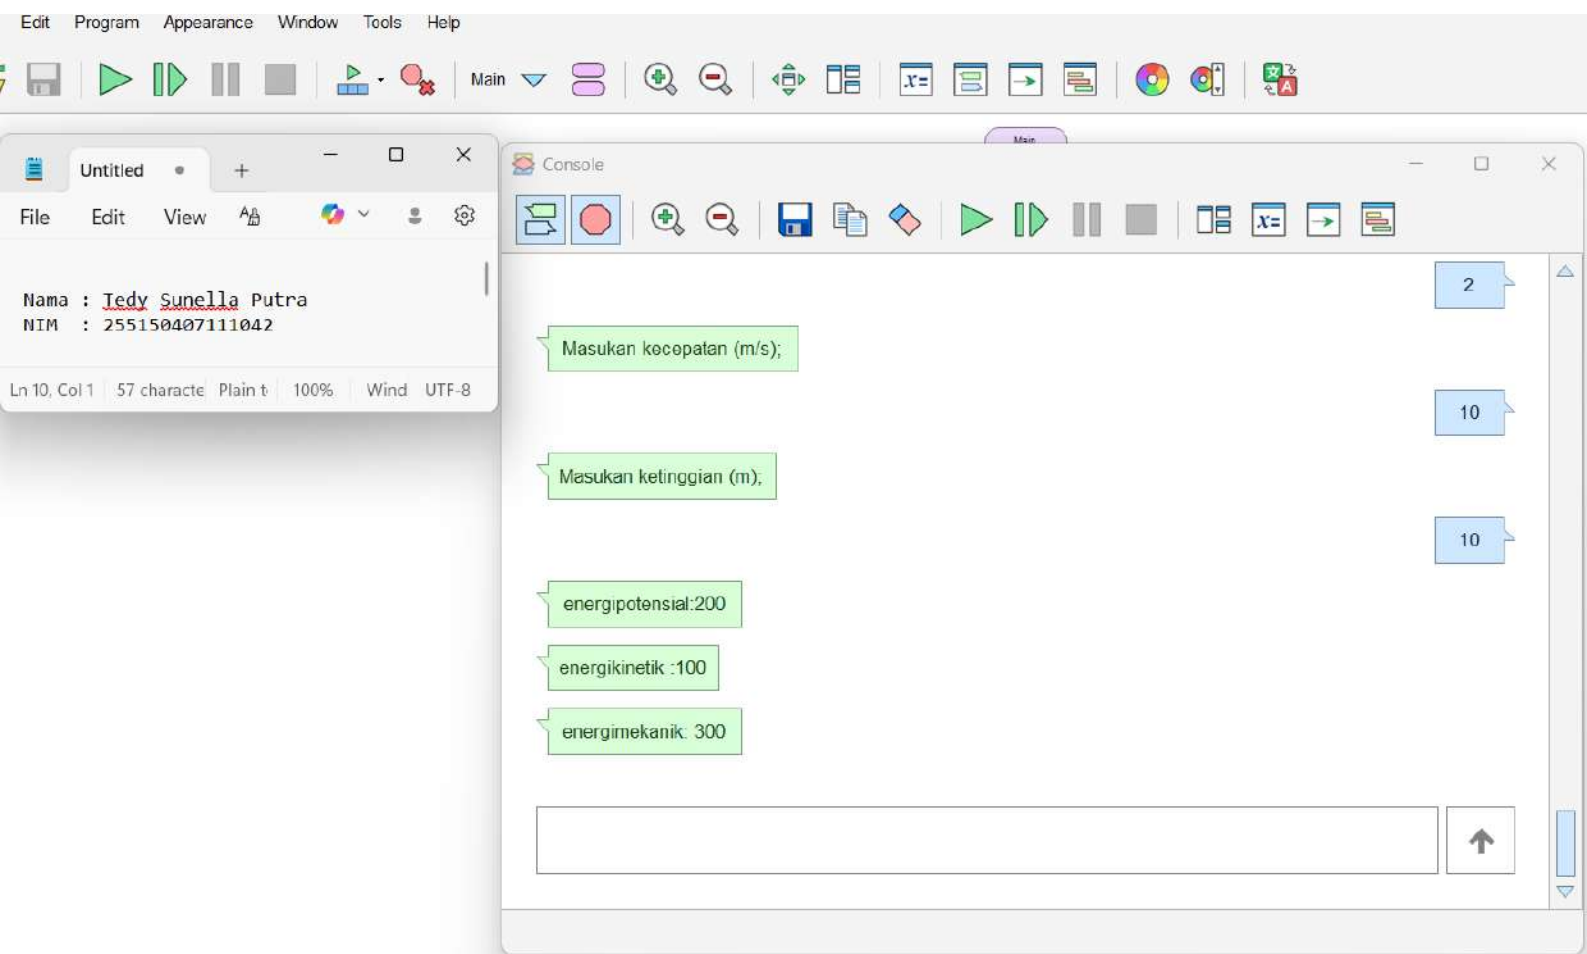 Edit Program Appearance Window Tools Help
Main
Main
Untitled
File Edit View
Nama : Tedy Sunella Putra
NIM : 255150407111042
Ln 10, Col 1 57 characte Plain t 100% Wind UTF-8
Console
2
Masukan kecepatan (m/s);
10
Masukan ketinggian (m);
10
energipotensial:200
energikinetik :100
energimekanik: 300